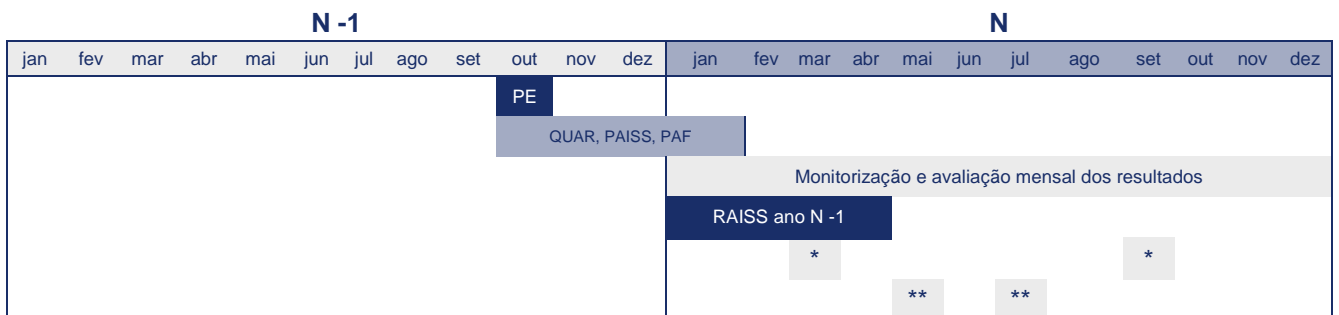 N -1 N
jan fev mar abr mai jun jul ago set out nov dez jan fev mar abr mai jun jul ago set out nov dez
PE
QUAR, PAISS, PAF
Monitorização e avaliação mensal dos resultados
RAISS ano N -1
* *
** **